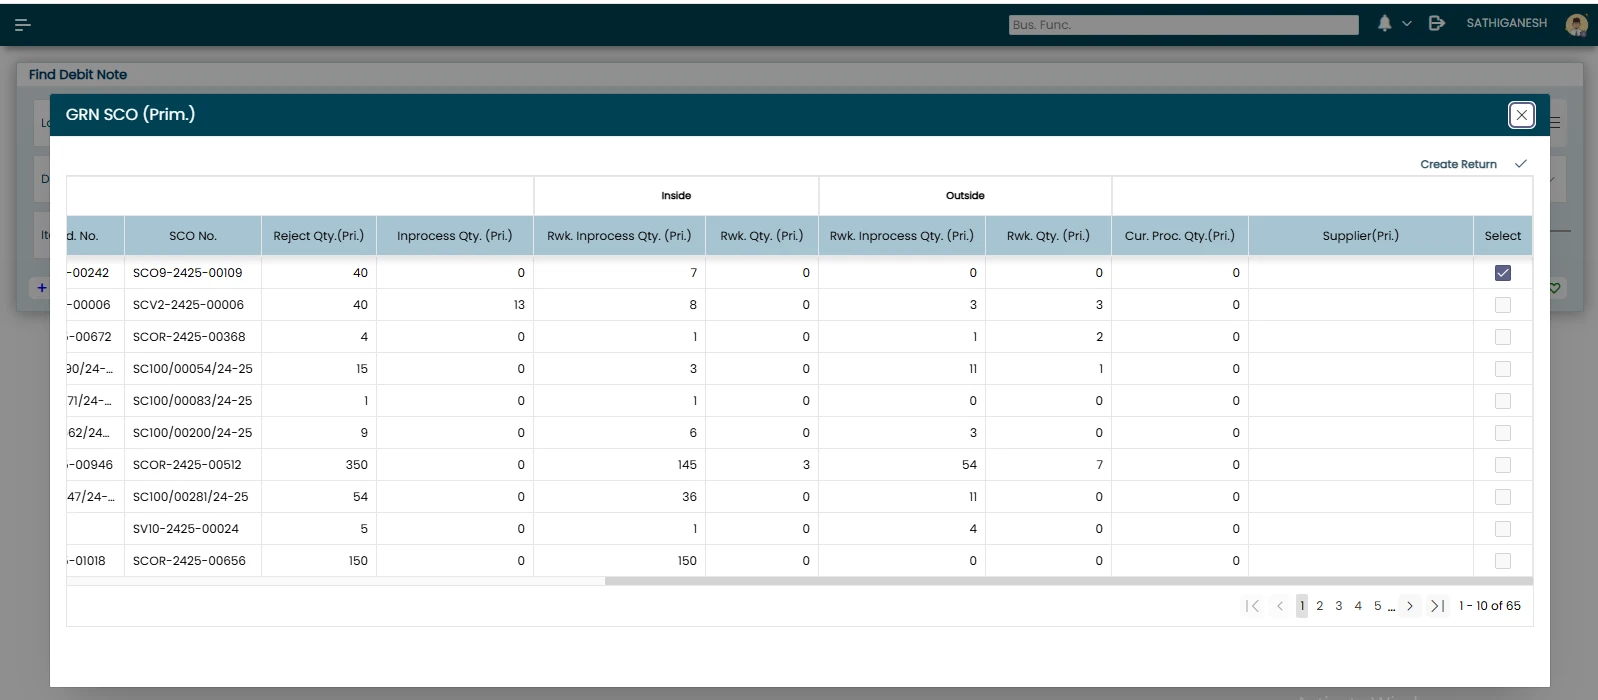 Bus. Func. SATHIGANESH
Find Debit Note
GRN SCO (Prim.)
Create Return
Inside Outside
d. No. SCO No. Reject Qty.(Pri.) Inprocess Qty. (Pri.) Rwk. Inprocess Qty. (Pri.) Rwk. Qty. (Pri.) Rwk. Inprocess Qty. (Pri.) Rwk. Qty. (Pri.) Cur. Proc. Qty.(Pri.) Supplier(Pri.) Select
-00242 SCO9-2425-00109 40 0 7 0 0 0 0
-00006 SCV2-2425-00006 40 13 8 0 3 3 0
-00672 SCOR-2425-00368 4 0 1 0 1 2 0
90/24-... SC100/00054/24-25 15 0 3 0 11 1 0
71/24-... SC100/00083/24-25 1 0 1 0 0 0 0
62/24... SC100/00200/24-25 9 0 6 0 3 0 0
-00946 SCOR-2425-00512 350 0 145 3 54 7 0
47/24-... SC100/00281/24-25 54 0 36 0 11 0 0
SV10-2425-00024 5 0 1 0 4 0 0
-01018 SCOR-2425-00656 150 0 150 0 0 0 0
1 2 3 4 5 ... 1 - 10 of 65